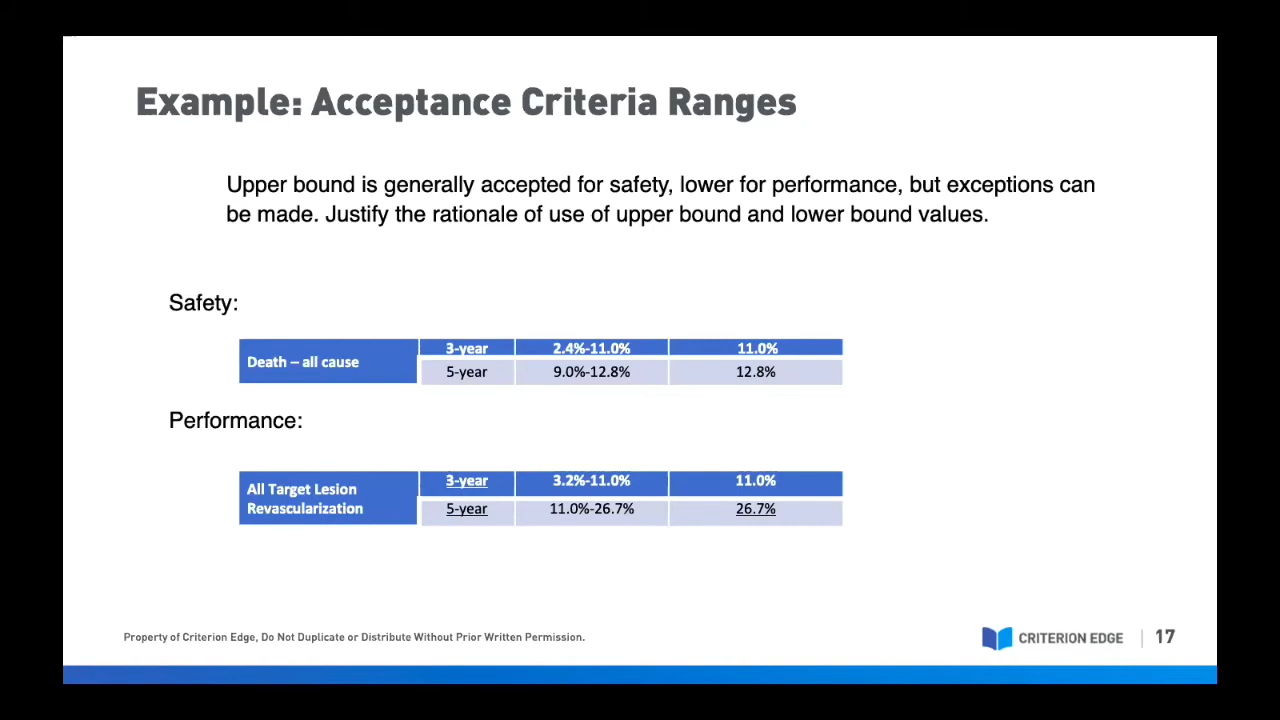 Example: Acceptance Criteria Ranges
Upper bound is generally accepted for safety, lower for performance, but exceptions can
be made. Justify the rationale of use of upper bound and lower bound values.
Safety:
Death – all cause
3-year 2.4%-11.0% 11.0%
5-year 9.0%-12.8% 12.8%
Performance:
All Target Lesion
Revascularization
3-year 3.2%-11.0% 11.0%
5-year 11.0%-26.7% 26.7%
Property of Criterion Edge, Do Not Duplicate or Distribute Without Prior Written Permission.
CRITERION EDGE | 17